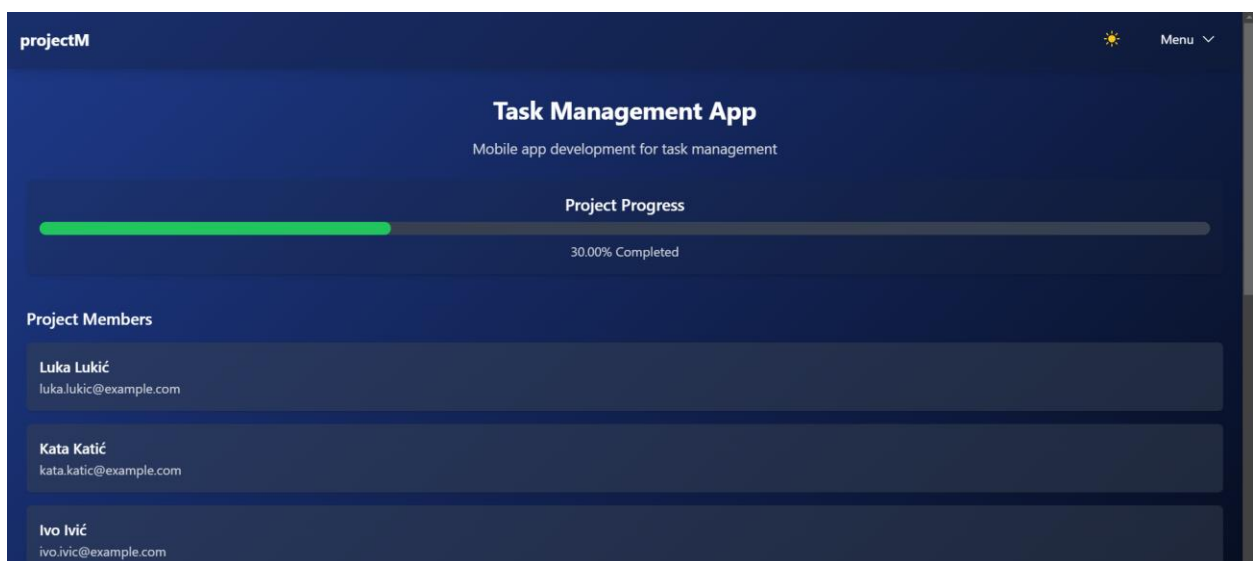 projectM
Menu
Task Management App
Mobile app development for task management
Project Progress
30.00% Completed
Project Members
Luka Lukić
luka.lukic@example.com
Kata Katić
kata.katic@example.com
Ivo Ivić
ivo.ivic@example.com